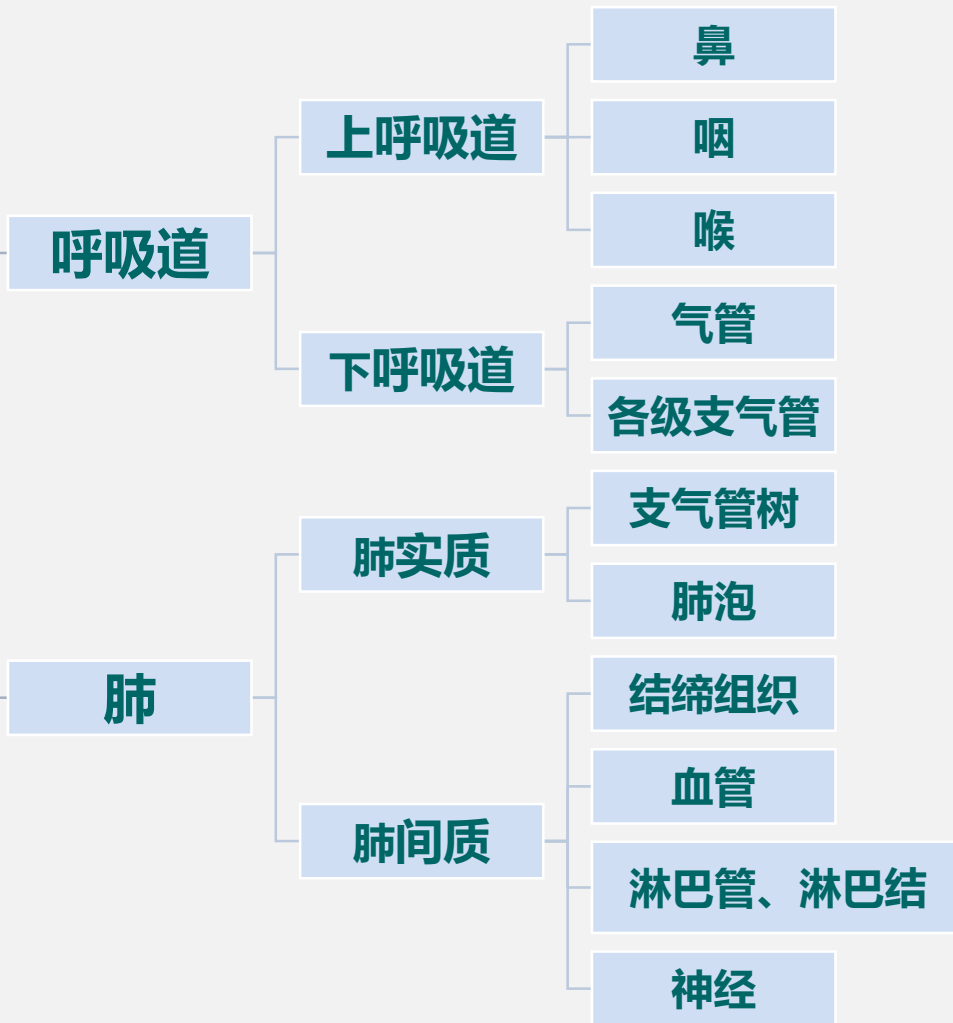 呼吸道
上呼吸道
鼻
咽
喉
下呼吸道
气管
各级支气管
肺
肺实质
支气管树
肺泡
肺间质
结缔组织
血管
淋巴管、淋巴结
神经